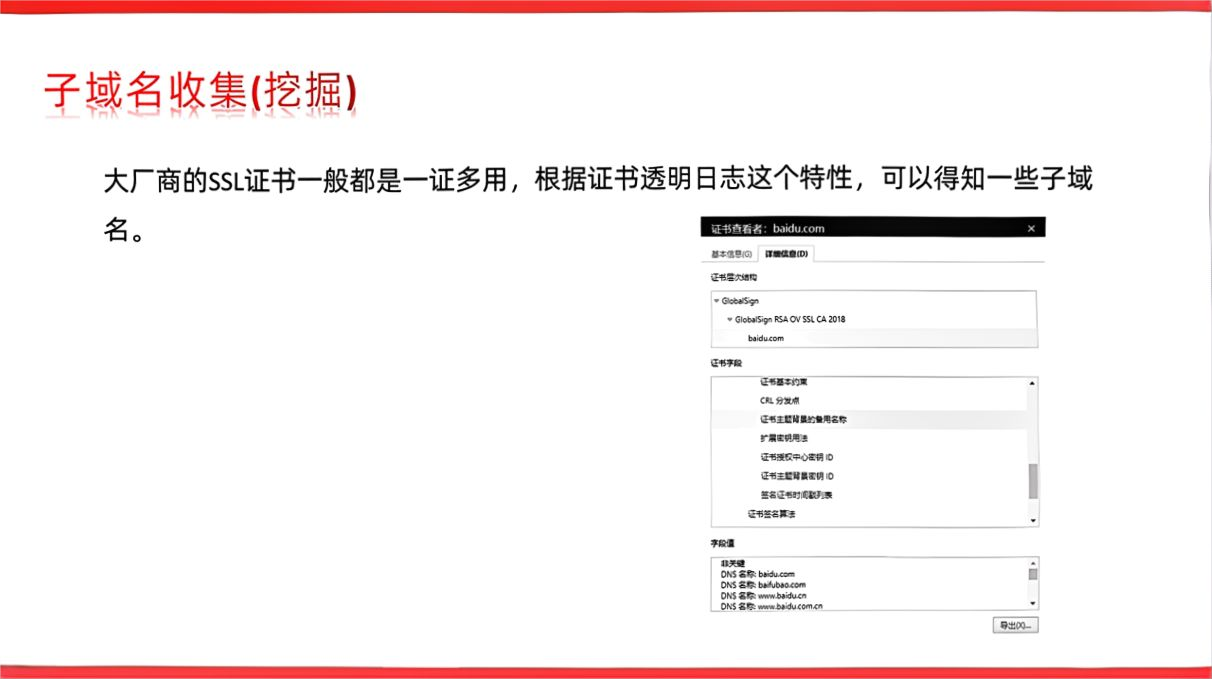 子域名收集(挖掘)
大厂商的SSL证书一般都是一证多用，根据证书透明日志这个特性，可以得知一些子域
名。
证书查看者：baidu.com
基本信息(G) 详细信息(D)
证书层次结构
GlobalSign
GlobalSign RSA OV SSL CA 2018
baidu.com
证书字段
证书基本约束
CRL 分发点
证书主题背景的备用名称
扩展密钥用法
证书授权中心密钥 ID
证书主题背景密钥 ID
签名证书时间戳列表
证书签名算法
字段值
非关键
DNS 名称: baidu.com
DNS 名称: baifubao.com
DNS 名称: www.baidu.cn
DNS 名称: www.baidu.com.cn
导出(X)...